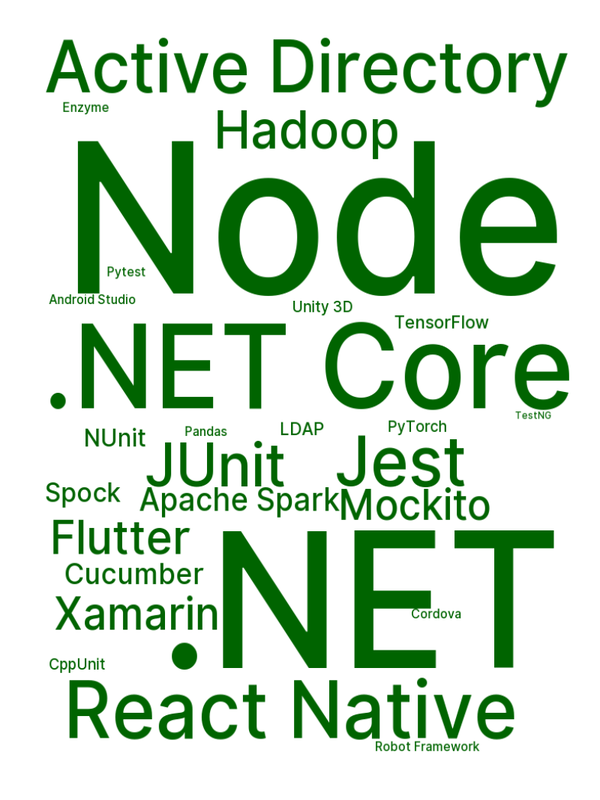 Active Directory
Enzyme
Hadoop
Node
Pytest
Android Studio
Unity 3D
TensorFlow
.NET Core
TestNG
NUnit
Pandas
LDAP
PyTorch
JUnit
Jest
Spock
Apache Spark
Mockito
Flutter
Cucumber
.NET
Xamarin
Cordova
CppUnit
React Native
Robot Framework